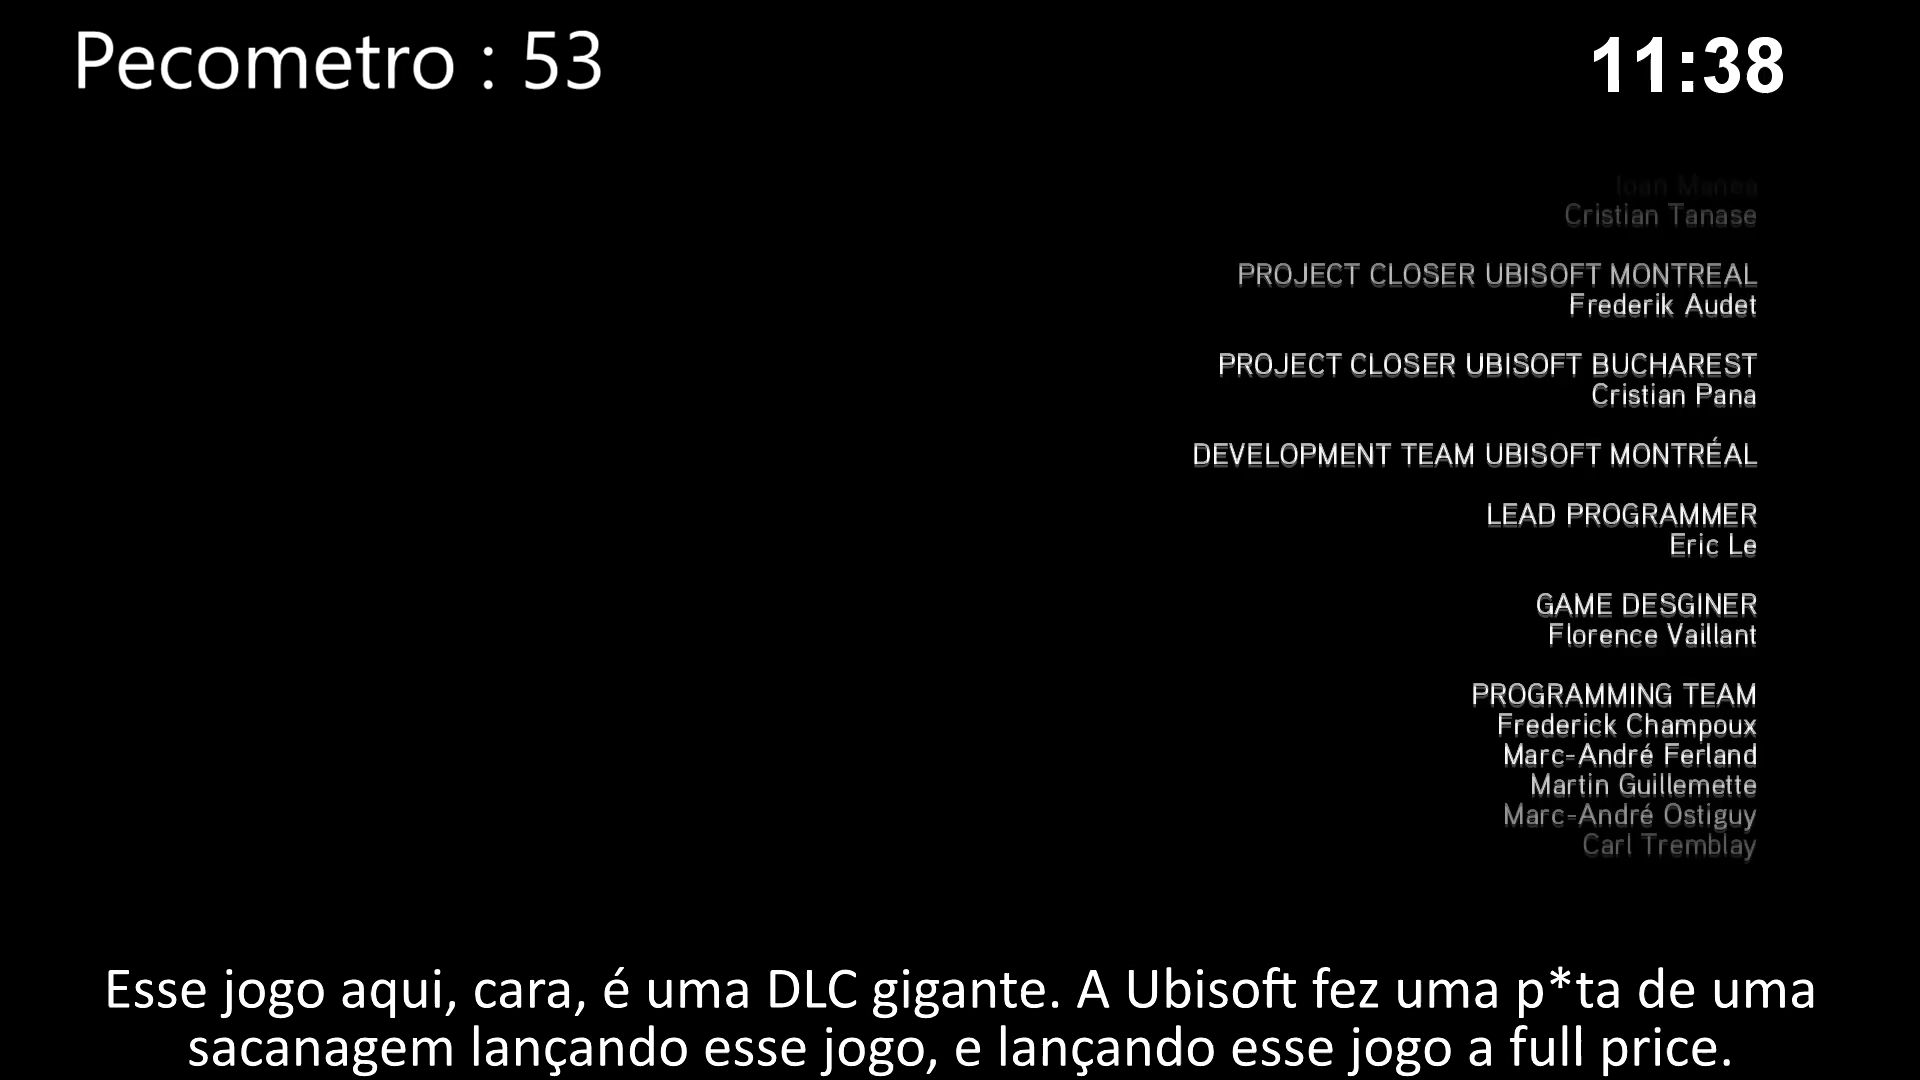 Pecometro : 53
11:38
Ioan Manea
Cristian Tanase
PROJECT CLOSER UBISOFT MONTREAL
Frederik Audet
PROJECT CLOSER UBISOFT BUCHAREST
Cristian Pana
DEVELOPMENT TEAM UBISOFT MONTRÉAL
LEAD PROGRAMMER
Eric Le
GAME DESGINER
Florence Vaillant
PROGRAMMING TEAM
Frederick Champoux
Marc-André Ferland
Martin Guillemette
Marc-André Ostiguy
Carl Tremblay
Esse jogo aqui, cara, é uma DLC gigante. A Ubisoft fez uma p*ta de uma
sacanagem lançando esse jogo, e lançando esse jogo a full price.